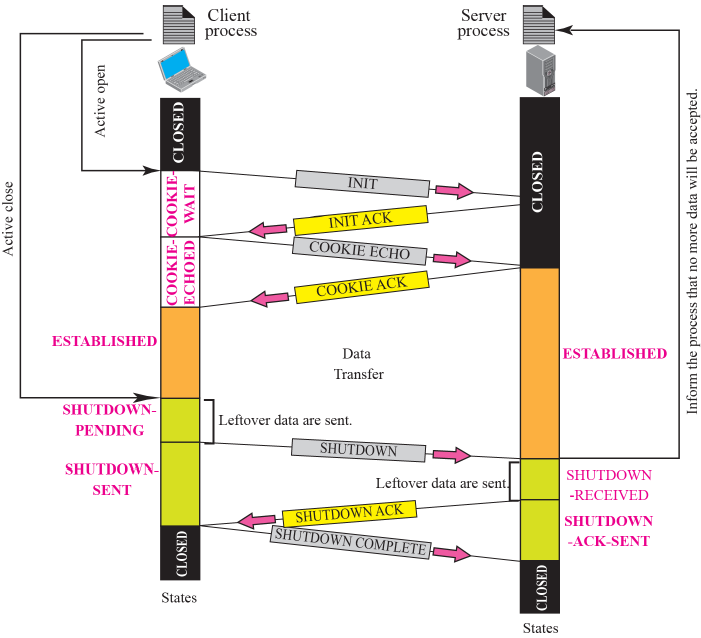 Client
process
Server
process
Active open
Active close
CLOSED
COOKIE-
WAIT
COOKIE-
ECHOED
ESTABLISHED
SHUTDOWN-
PENDING
SHUTDOWN-
SENT
CLOSED
States
INIT
INIT ACK
COOKIE ECHO
COOKIE ACK
Data
Transfer
Leftover data are sent.
SHUTDOWN
Leftover data are sent.
SHUTDOWN ACK
SHUTDOWN COMPLETE
CLOSED
ESTABLISHED
SHUTDOWN
-RECEIVED
SHUTDOWN
-ACK-SENT
CLOSED
States
Inform the process that no more data will be accepted.